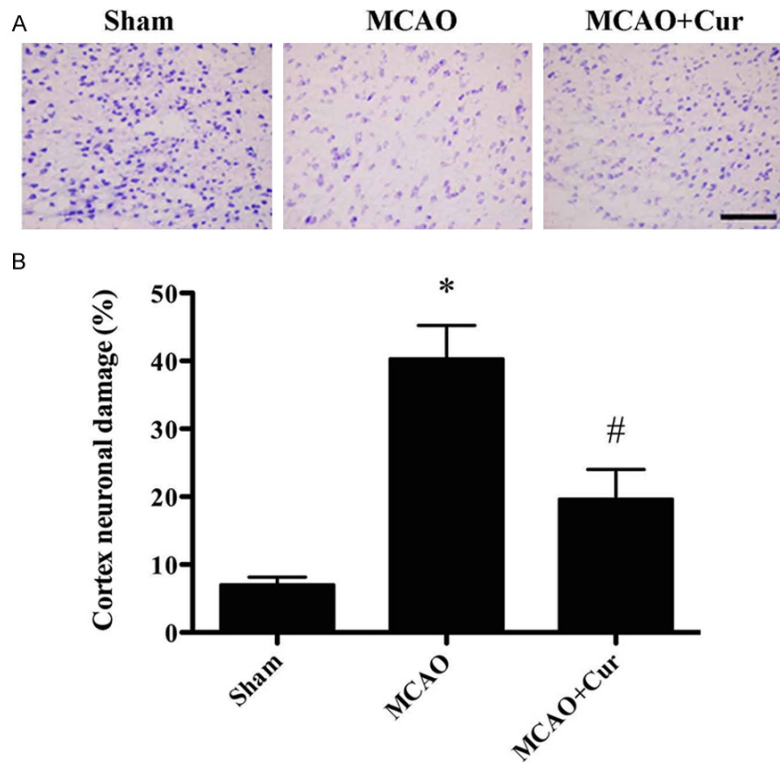 A
Sham
MCAO
MCAO+Cur
B
Cortex neuronal damage (%)
50
40
30
20
10
0
*
#
Sham
MCAO
MCAO+Cur